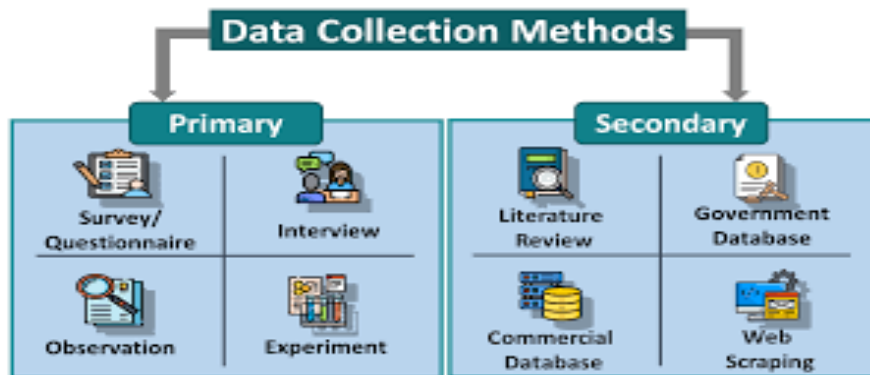 Data Collection Methods
Primary
Survey/
Questionnaire
Interview
Observation
Experiment
Secondary
Literature
Review
Government
Database
Commercial
Database
Web
Scraping